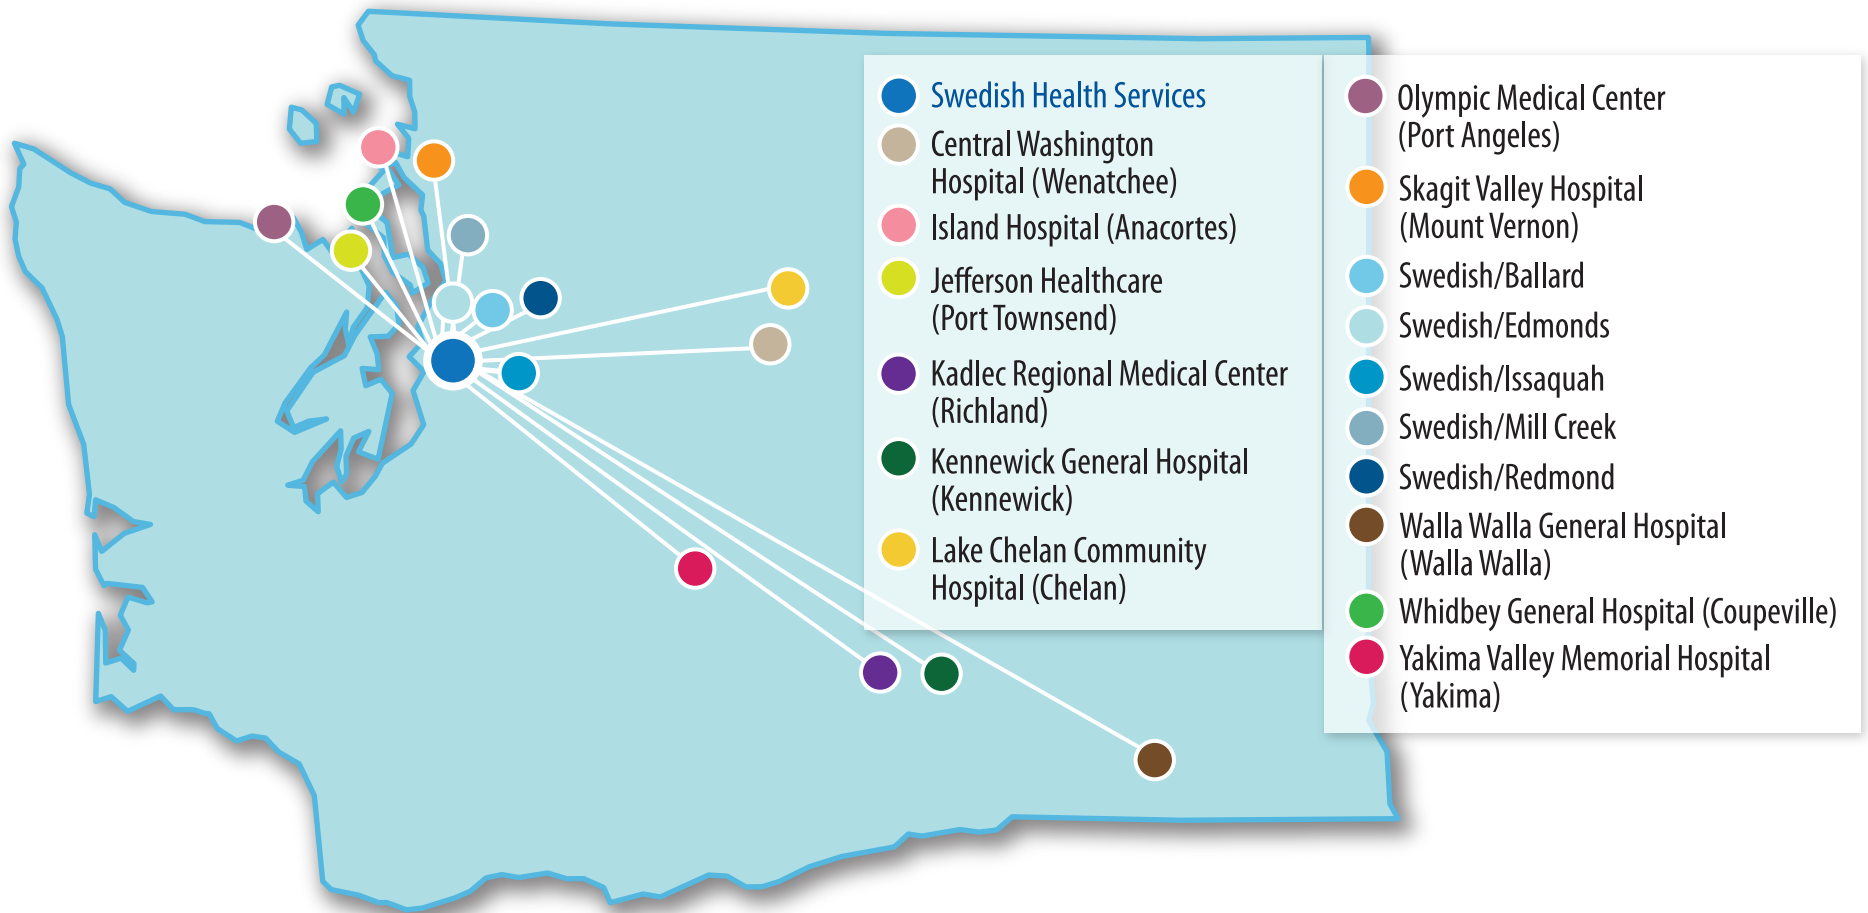 Swedish Health Services
Central Washington
Hospital (Wenatchee)
Island Hospital (Anacortes)
Jefferson Healthcare
(Port Townsend)
Kadlec Regional Medical Center
(Richland)
Kennewick General Hospital
(Kennewick)
Lake Chelan Community
Hospital (Chelan)
Olympic Medical Center
(Port Angeles)
Skagit Valley Hospital
(Mount Vernon)
Swedish/Ballard
Swedish/Edmonds
Swedish/Issaquah
Swedish/Mill Creek
Swedish/Redmond
Walla Walla General Hospital
(Walla Walla)
Whidbey General Hospital (Coupeville)
Yakima Valley Memorial Hospital
(Yakima)